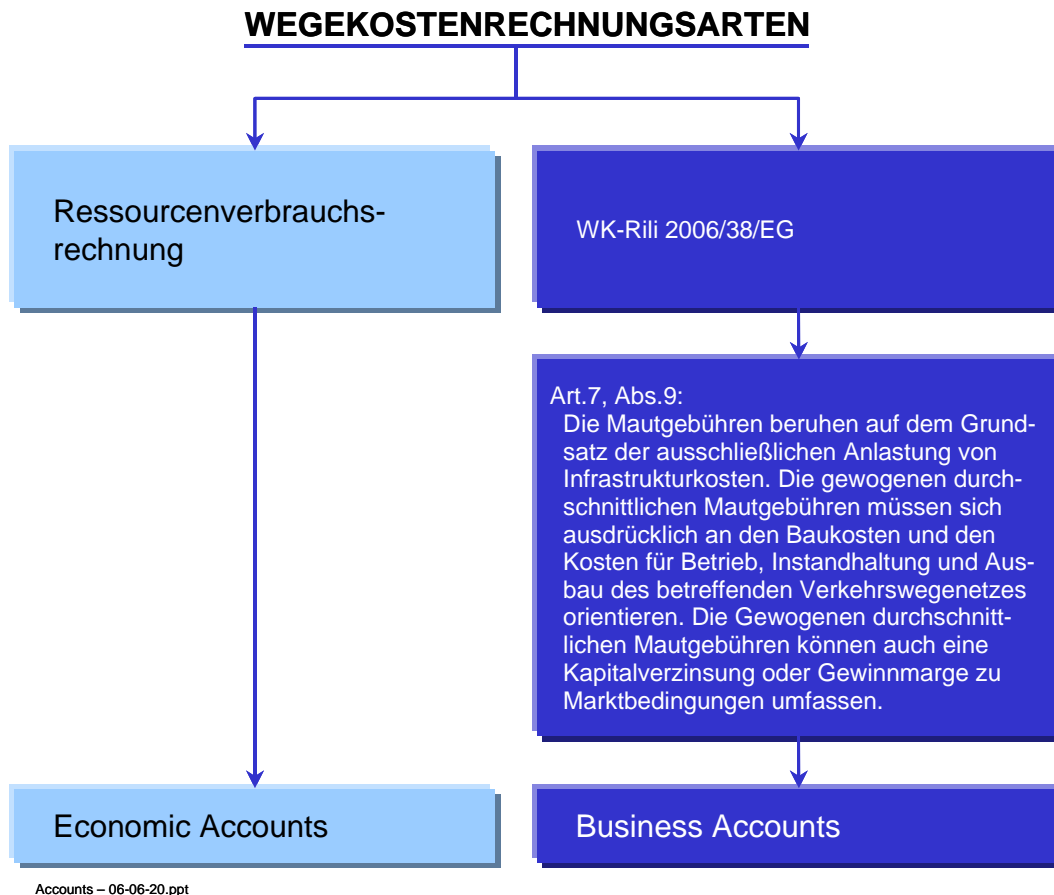 WEGEKOSTENRECHNUNGSARTEN
Ressourcenverbrauchs-
rechnung
WK-Rili 2006/38/EG
Art.7, Abs.9:
Die Mautgebühren beruhen auf dem Grund-
satz der ausschließlichen Anlastung von
Infrastrukturkosten. Die gewogenen durch-
schnittlichen Mautgebühren müssen sich
ausdrücklich an den Baukosten und den
Kosten für Betrieb, Instandhaltung und Aus-
bau des betreffenden Verkehrswegenetzes
orientieren. Die Gewogenen durchschnitt-
lichen Mautgebühren können auch eine
Kapitalverzinsung oder Gewinnmarge zu
Marktbedingungen umfassen.
Economic Accounts
Business Accounts
Accounts – 06-06-20.ppt